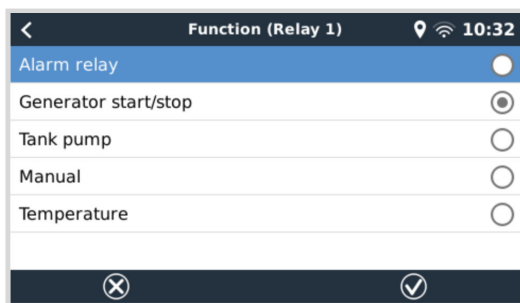 Function (Relay 1) 10:32
Alarm relay
Generator start/stop
Tank pump
Manual
Temperature